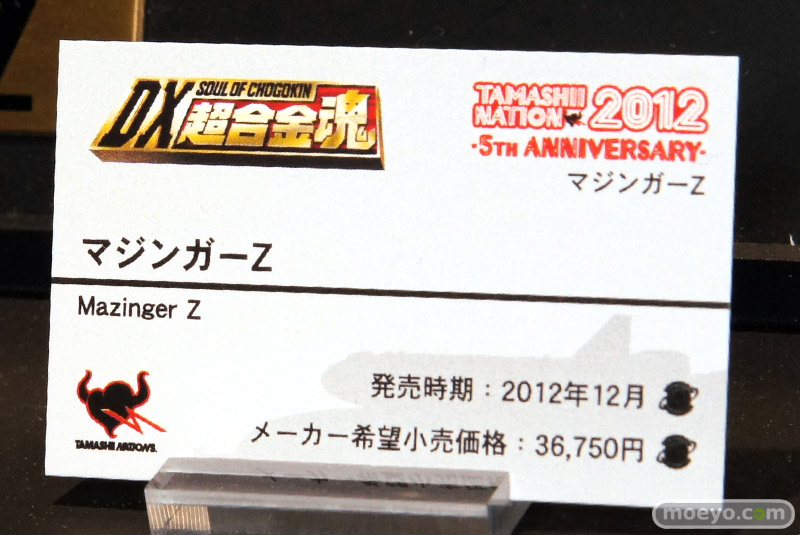 DX SOUL OF CHOGOKIN
超合金魂
TAMASHII
NATION 2012
・5TH ANNIVERSARY・
マジンガーZ
マジンガーZ
Mazinger Z
発売時期：2012年12月
メーカー希望小売価格：36,750円
TAMASHII NATIONS
moeyo.com